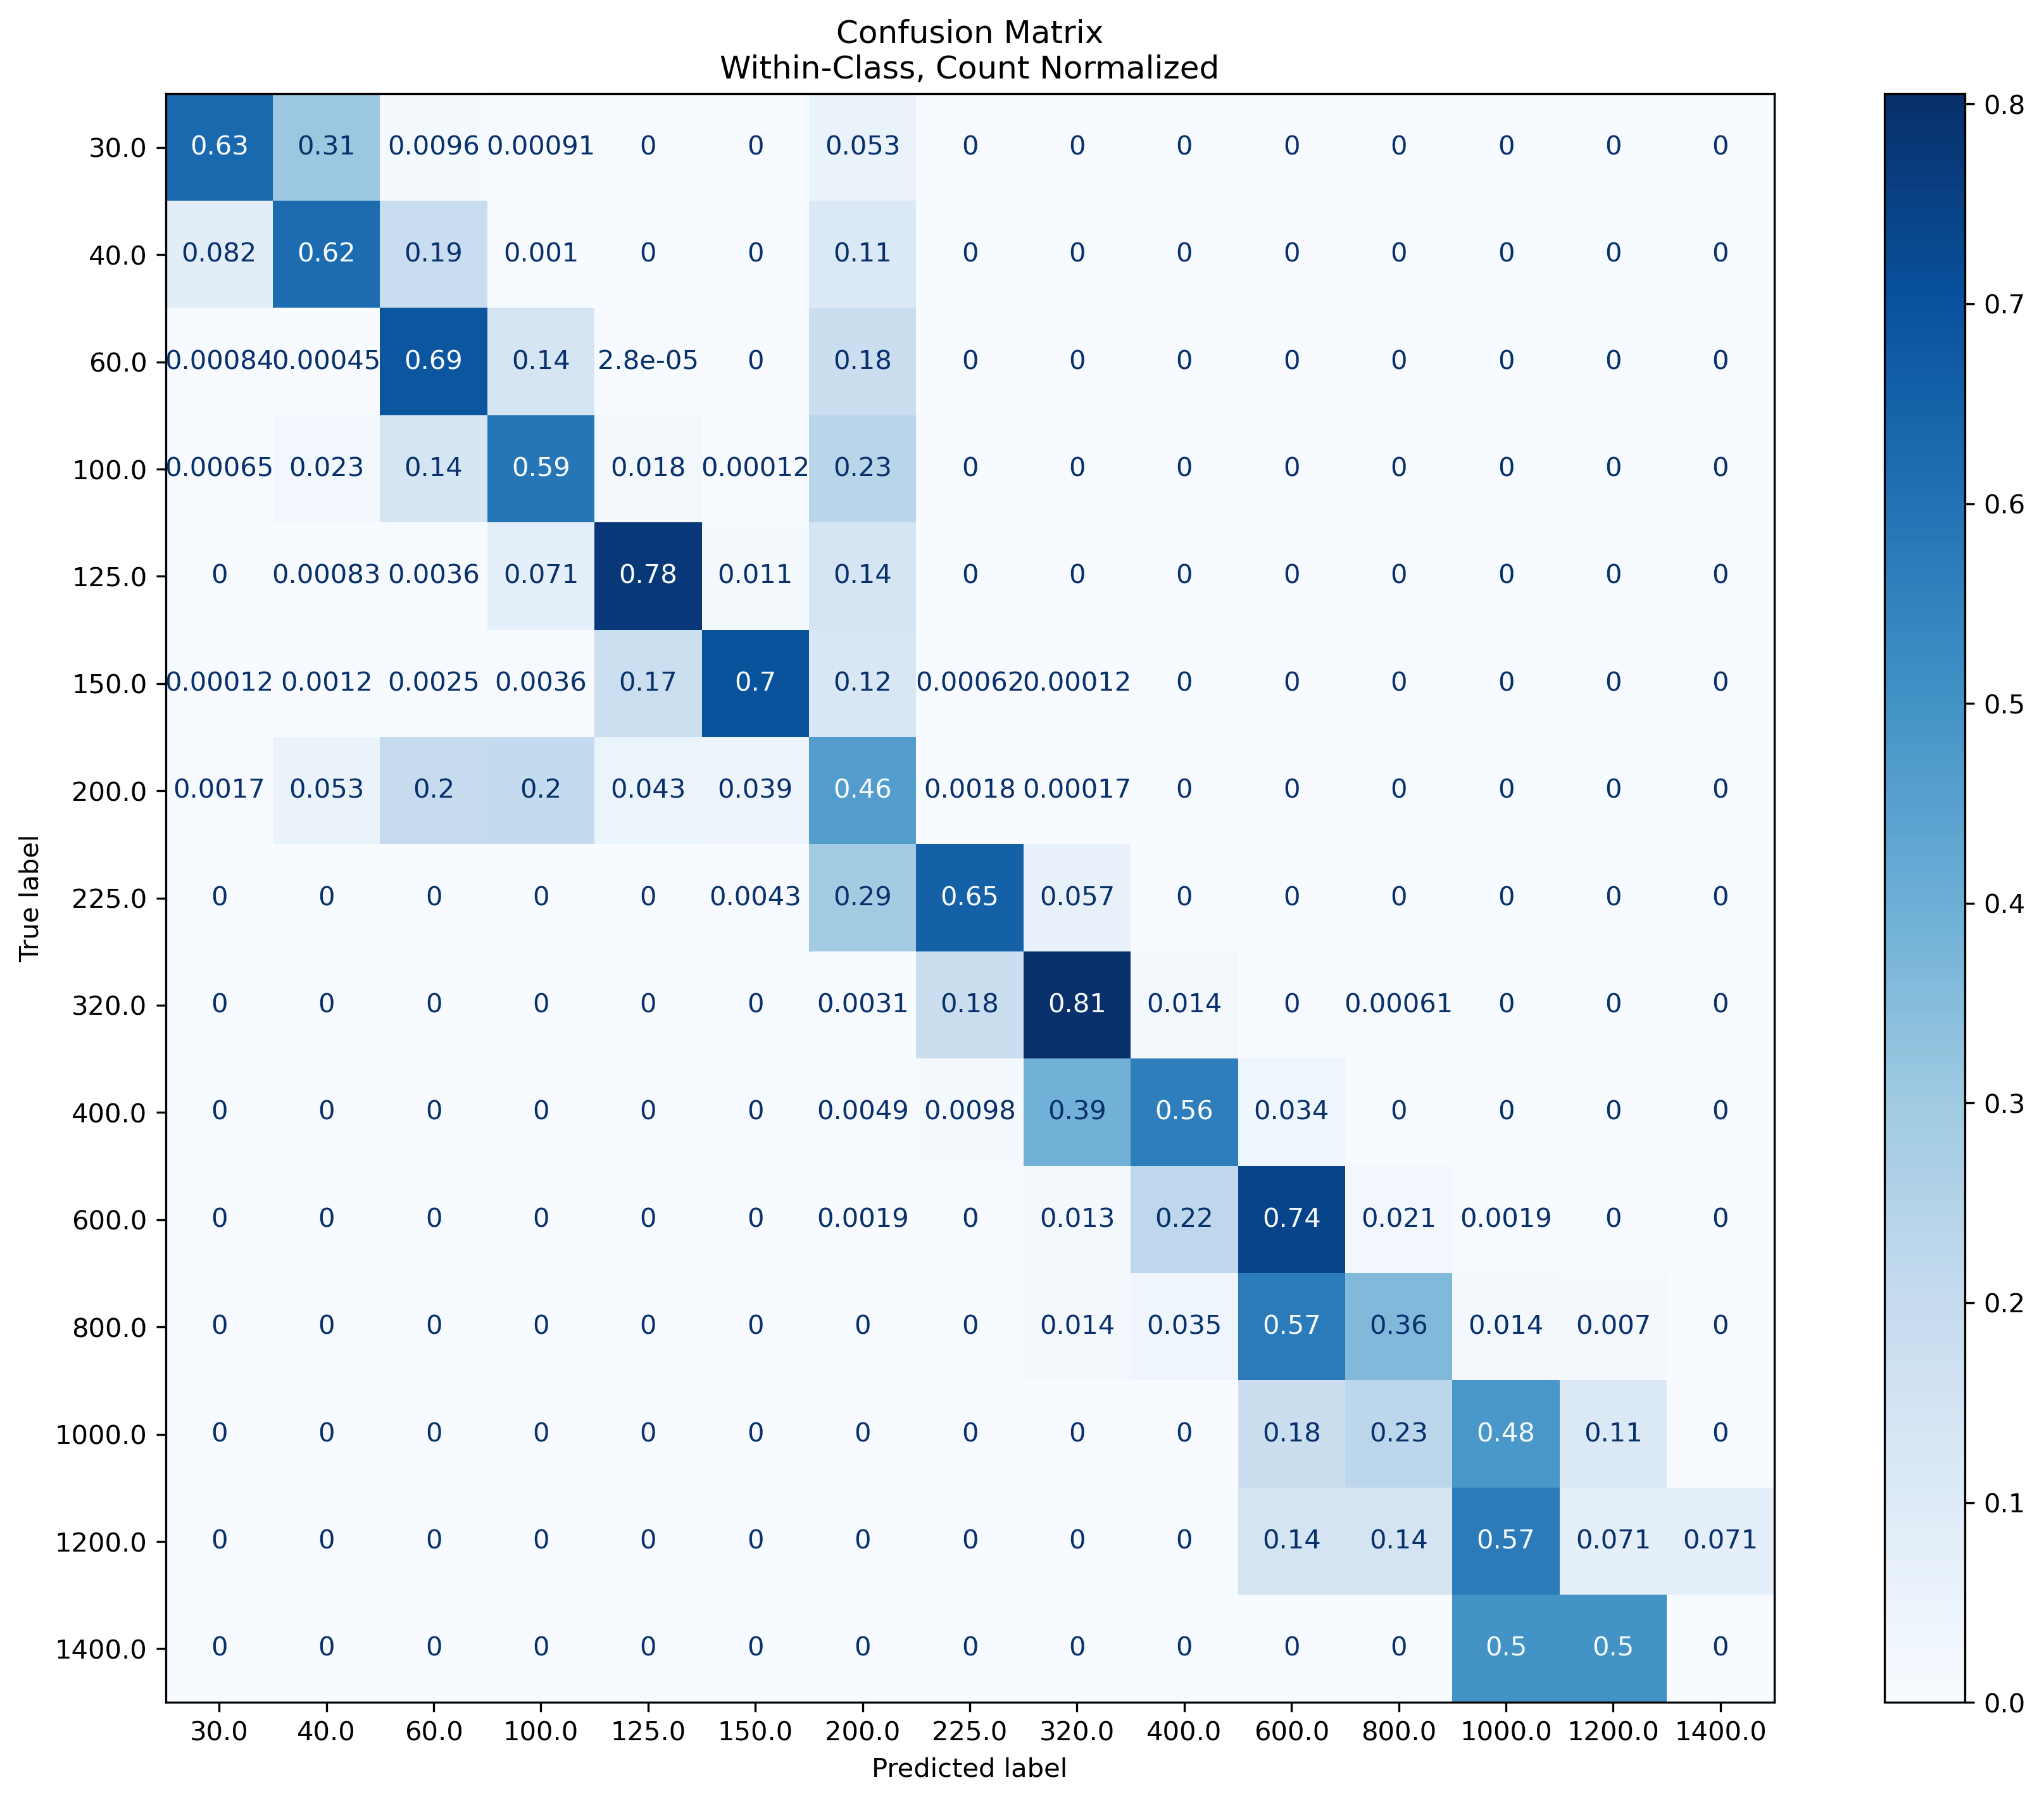 Confusion Matrix
Within-Class, Count Normalized
True label
30.0 0.63 0.31 0.0096 0.00091 0 0 0.053 0 0 0 0 0 0 0 0
40.0 0.082 0.62 0.19 0.001 0 0 0.11 0 0 0 0 0 0 0 0
60.0 0.00084 0.00045 0.69 0.14 2.8e-05 0 0.18 0 0 0 0 0 0 0 0
100.0 0.00065 0.023 0.14 0.59 0.018 0.00012 0.23 0 0 0 0 0 0 0 0
125.0 0 0.00083 0.0036 0.071 0.78 0.011 0.14 0 0 0 0 0 0 0 0
150.0 0.00012 0.0012 0.0025 0.0036 0.17 0.7 0.12 0.00062 0.00012 0 0 0 0 0 0
200.0 0.0017 0.053 0.2 0.2 0.043 0.039 0.46 0.0018 0.00017 0 0 0 0 0 0
225.0 0 0 0 0 0 0.0043 0.29 0.65 0.057 0 0 0 0 0 0
320.0 0 0 0 0 0 0 0.0031 0.18 0.81 0.014 0 0.00061 0 0 0
400.0 0 0 0 0 0 0 0.0049 0.0098 0.39 0.56 0.034 0 0 0 0
600.0 0 0 0 0 0 0 0.0019 0 0.013 0.22 0.74 0.021 0.0019 0 0
800.0 0 0 0 0 0 0 0 0 0.014 0.035 0.57 0.36 0.014 0.007 0
1000.0 0 0 0 0 0 0 0 0 0 0 0.18 0.23 0.48 0.11 0
1200.0 0 0 0 0 0 0 0 0 0 0 0.14 0.14 0.57 0.071 0.071
1400.0 0 0 0 0 0 0 0 0 0 0 0 0 0.5 0.5 0
30.0 40.0 60.0 100.0 125.0 150.0 200.0 225.0 320.0 400.0 600.0 800.0 1000.0 1200.0 1400.0
Predicted label
0.8
0.7
0.6
0.5
0.4
0.3
0.2
0.1
0.0